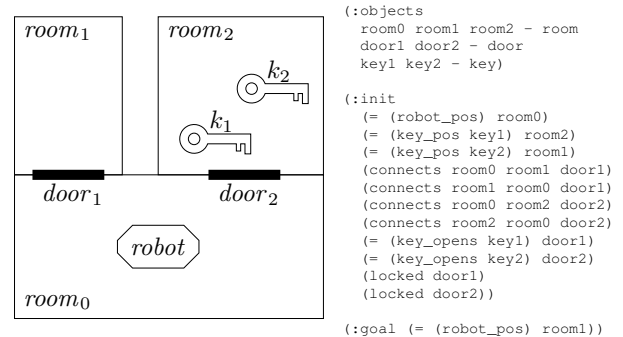 room₁
room₂
k₂
k₁
door₁
door₂
robot
room₀
(:objects
room0 room1 room2 - room
door1 door2 - door
key1 key2 - key)
(:init
(= (robot_pos) room0)
(= (key_pos key1) room2)
(= (key_pos key2) room1)
(connects room0 room1 door1)
(connects room1 room0 door1)
(connects room0 room2 door2)
(connects room2 room0 door2)
(= (key_opens key1) door1)
(= (key_opens key2) door2)
(locked door1)
(locked door2))
(:goal (= (robot_pos) room1))